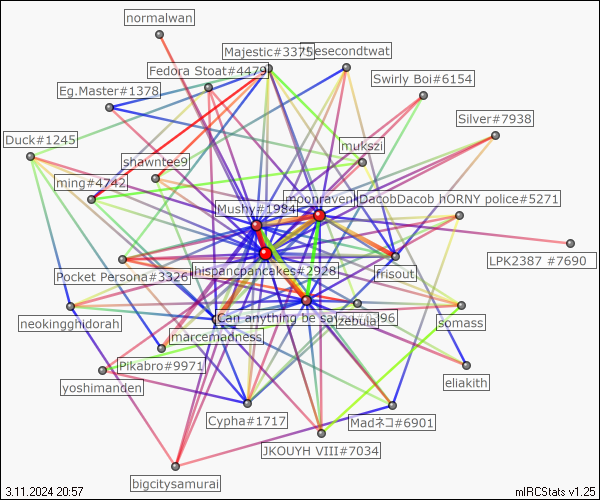 normalwan
Majestic#3375
esecondtwat
Fedora Stoat#4479
Swirly Boi#6154
Eg.Master#1378
Silver#7938
Duck#1245
mukszi
shawntee9
ming#4742
moonraven
DacobDacob hORNY police#5271
Mushy#1984
LPK2387 #7690
hispancpancakes#2928
Pocket Persona#3326
frisout
Can anything be sa
96
neokingghidorah
zebula
somass
marcemadness
Pikabro#9971
eliakith
yoshimanden
Cypha#1717
Madネコ#6901
JKOUYH VIII#7034
bigcitysamurai
3.11.2024 20:57
mIRCStats v1.25